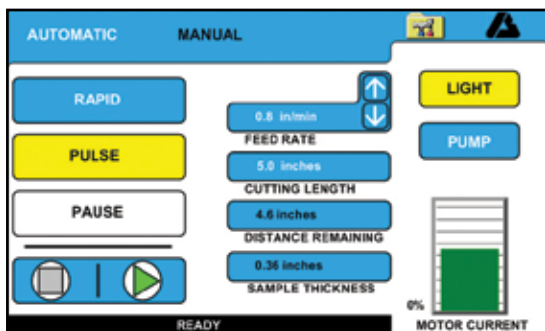 AUTOMATIC MANUAL
RAPID
PULSE
PAUSE
0.8 in/min
FEED RATE
5.0 inches
CUTTING LENGTH
4.6 inches
DISTANCE REMAINING
0.36 inches
SAMPLE THICKNESS
READY
LIGHT
PUMP
0%
MOTOR CURRENT